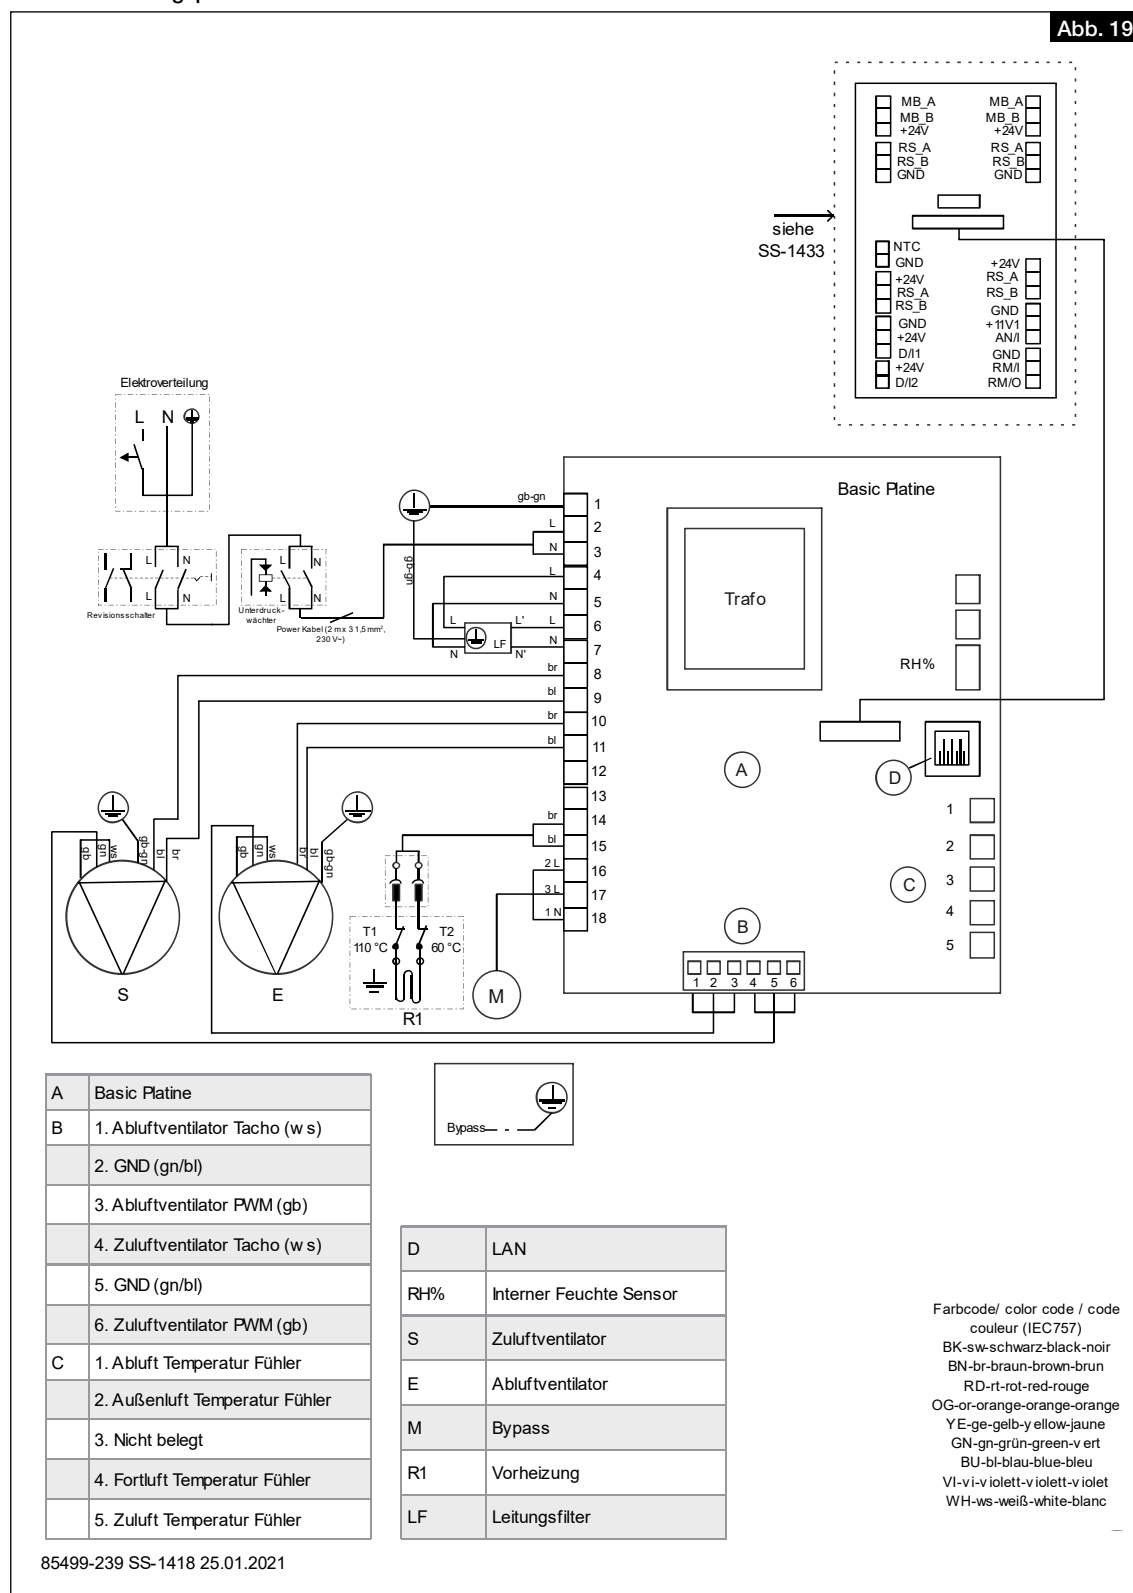 Abb. 19
MB_A
MB_B
+24V
RS_A
RS_B
GND
MB_A
MB_B
+24V
RS_A
RS_B
GND
siehe
SS-1433
NTC
GND
+24V
RS_A
RS_B
GND
+24V
D/I1
+24V
D/I2
+24V
RS_A
RS_B
GND
+11V1
AN/I
GND
RM/I
RM/O
Elektroverteilung
L N
L N
L N
Revisionsschalter
L N
L N
Unterdruck-
wächter
Power Kabel (2 m x 3 1,5 mm²,
230 V~)
gb-gn
gb-gn
L
N
L
N
L L' L
LF
N N' N
br
bl
br
bl
br
bl
2 L
3 L
1 N
1
2
3
4
5
6
7
8
9
10
11
12
13
14
15
16
17
18
Basic Platine
Trafo
RH%
A
D
C
B
1
2
3
4
5
1 2 3 4 5 6
gb gn ws gb-gn bl br
S
gb gn ws br bl gb-gn
E
T1
110 °C
T2
60 °C
R1
M
Bypass
A Basic Platine
B 1. Abluftventilator Tacho (w s)
2. GND (gn/bl)
3. Abluftventilator PWM (gb)
4. Zuluftventilator Tacho (w s)
5. GND (gn/bl)
6. Zuluftventilator PWM (gb)
C 1. Abluft Temperatur Fühler
2. Außenluft Temperatur Fühler
3. Nicht belegt
4. Fortluft Temperatur Fühler
5. Zuluft Temperatur Fühler
D LAN
RH% Interner Feuchte Sensor
S Zuluftventilator
E Abluftventilator
M Bypass
R1 Vorheizung
LF Leitungsfilter
Farbcode/ color code / code
couleur (IEC757)
BK-sw-schwarz-black-noir
BN-br-braun-brown-brun
RD-rt-rot-red-rouge
OG-or-orange-orange-orange
YE-ge-gelb-yellow-jaune
GN-gn-grün-green-vert
BU-bl-blau-blue-bleu
VI-vi-violett-violett-violet
WH-ws-weiß-white-blanc
85499-239 SS-1418 25.01.2021